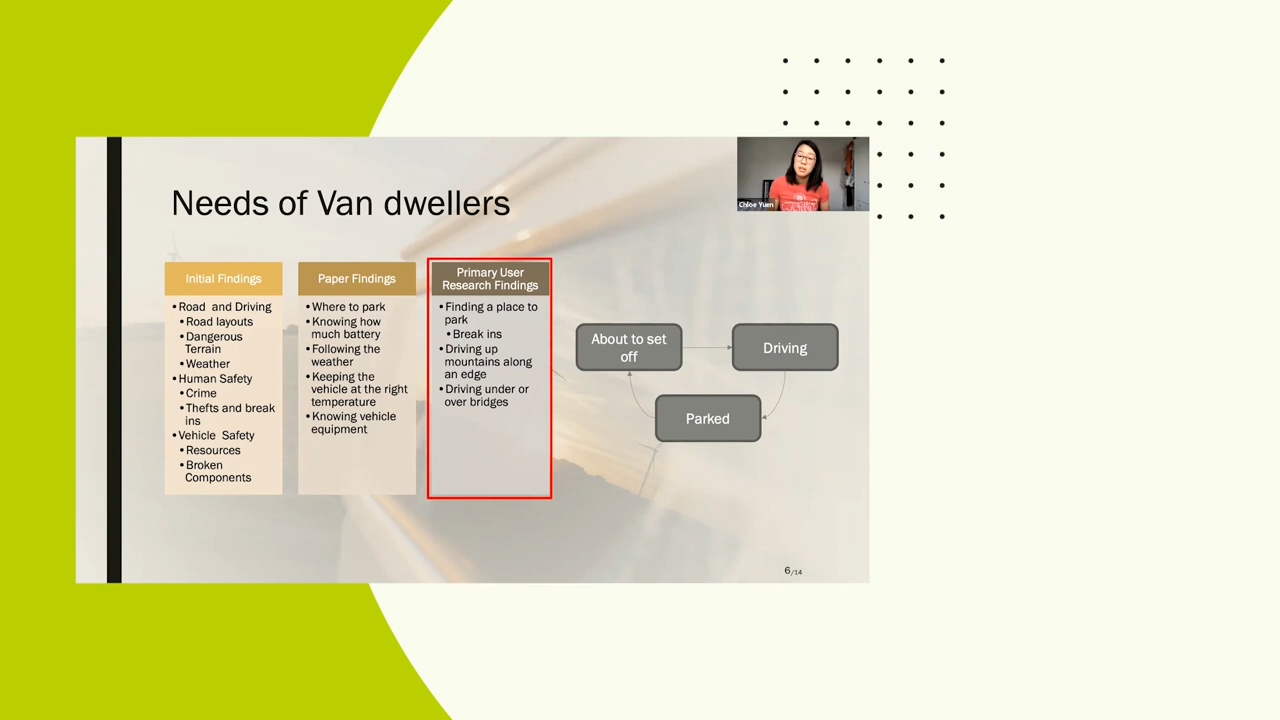 Needs of Van dwellers
Chloe Yuen
Initial Findings
•Road and Driving
•Road layouts
•Dangerous
Terrain
•Weather
•Human Safety
•Crime
•Thefts and break
ins
•Vehicle Safety
•Resources
•Broken
Components
Paper Findings
•Where to park
•Knowing how
much battery
•Following the
weather
•Keeping the
vehicle at the right
temperature
•Knowing vehicle
equipment
Primary User
Research Findings
•Finding a place to
park
•Break ins
•Driving up
mountains along
an edge
•Driving under or
over bridges
About to set
off
Driving
Parked
6/14